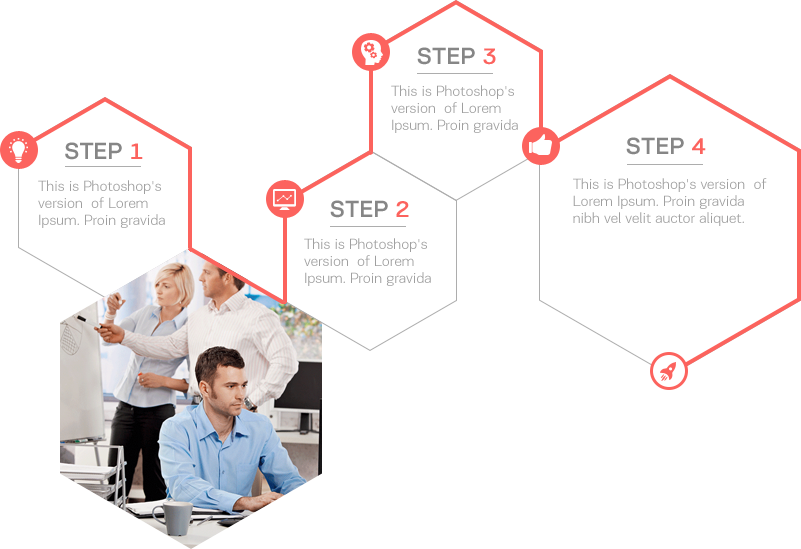 STEP 1
This is Photoshop's
version of Lorem
Ipsum. Proin gravida
STEP 2
This is Photoshop's
version of Lorem
Ipsum. Proin gravida
STEP 3
This is Photoshop's
version of Lorem
Ipsum. Proin gravida
STEP 4
This is Photoshop's version of
Lorem Ipsum. Proin gravida
nibh vel velit auctor aliquet.